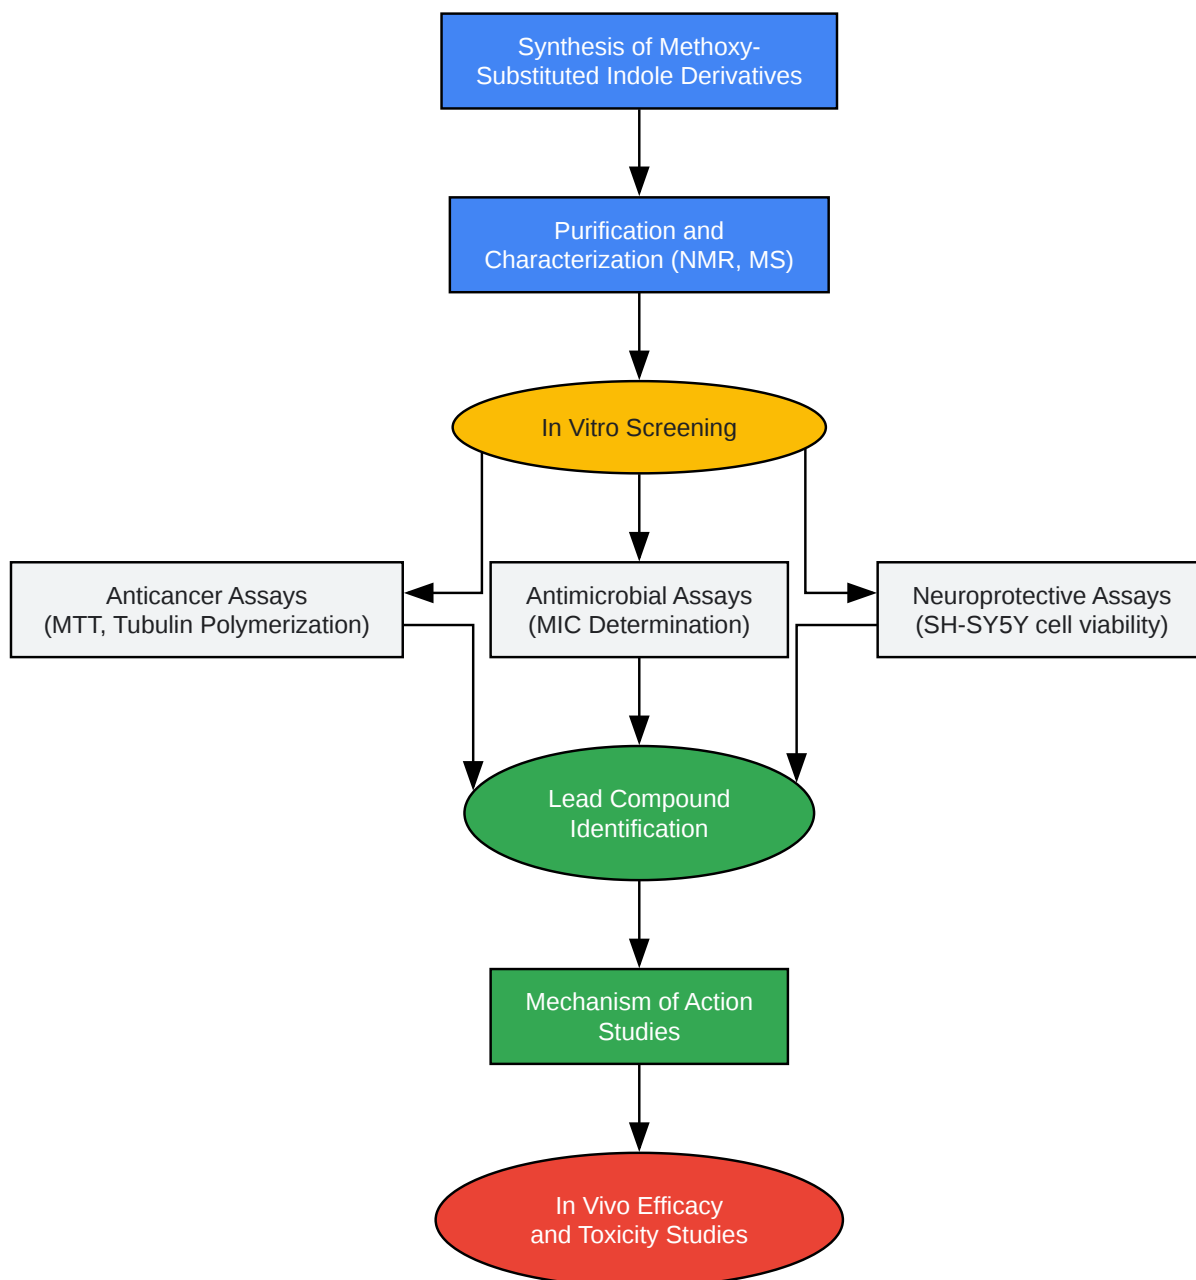 Synthesis of Methoxy-
Substituted Indole Derivatives
Purification and
Characterization (NMR, MS)
In Vitro Screening
Anticancer Assays
(MTT, Tubulin Polymerization)
Antimicrobial Assays
(MIC Determination)
Neuroprotective Assays
(SH-SY5Y cell viability)
Lead Compound
Identification
Mechanism of Action
Studies
In Vivo Efficacy
and Toxicity Studies